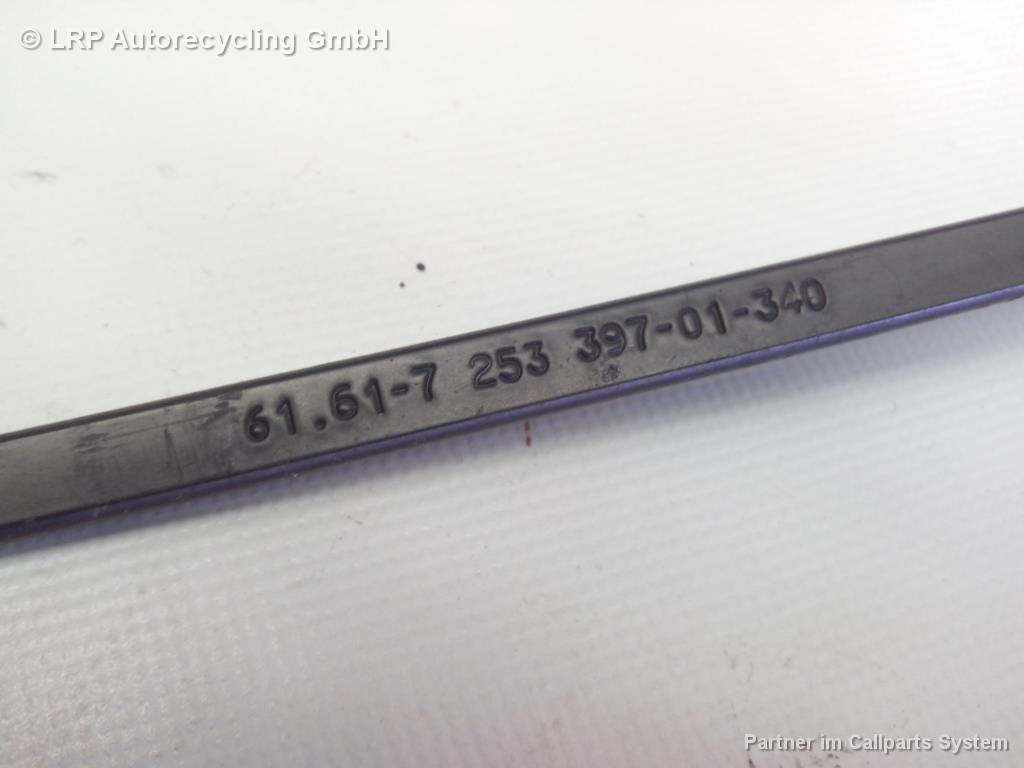 © LRP Autorecycling GmbH
61.61-7 253 397-01-340
Partner im Callparts System